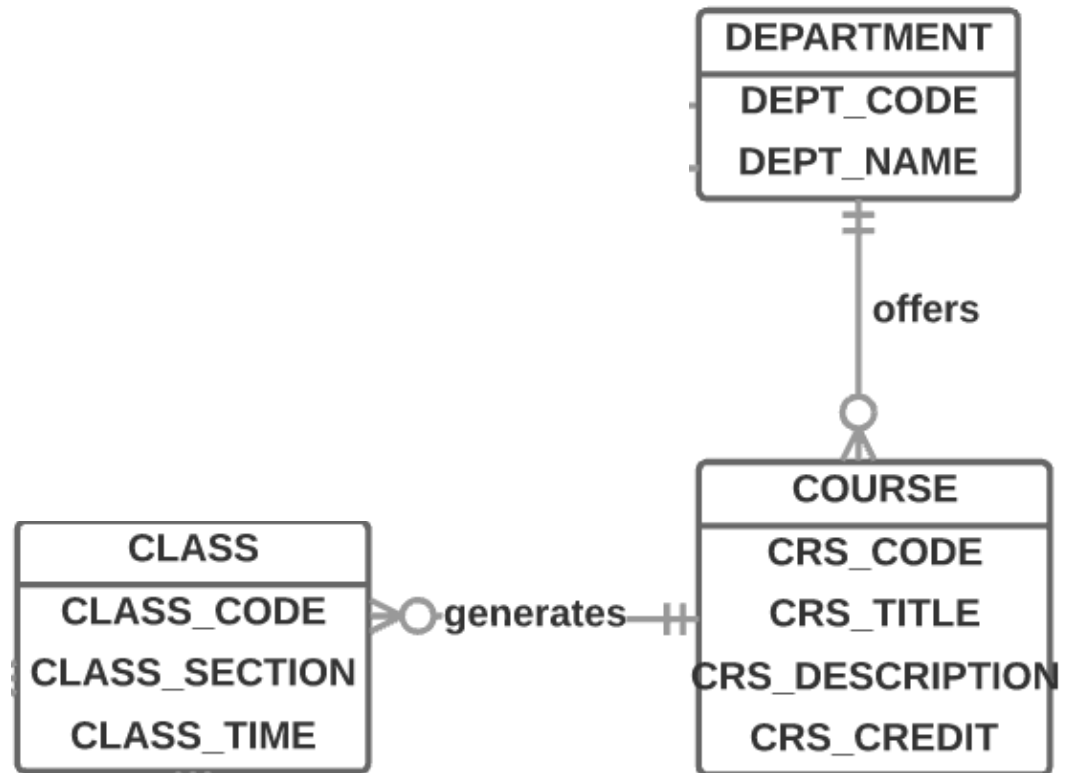 DEPARTMENT
DEPT_CODE
DEPT_NAME
offers
COURSE
CRS_CODE
CRS_TITLE
CRS_DESCRIPTION
CRS_CREDIT
generates
CLASS
CLASS_CODE
CLASS_SECTION
CLASS_TIME